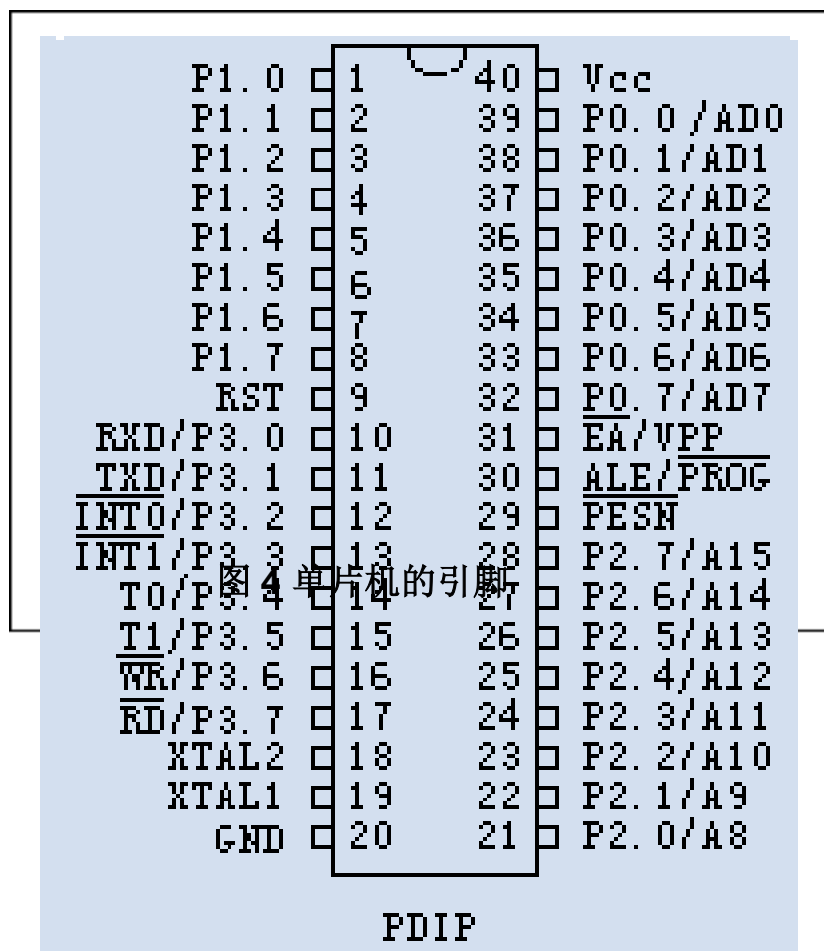 P1.0 1 40 Vcc
P1.1 2 39 P0.0/AD0
P1.2 3 38 P0.1/AD1
P1.3 4 37 P0.2/AD2
P1.4 5 36 P0.3/AD3
P1.5 6 35 P0.4/AD4
P1.6 7 34 P0.5/AD5
P1.7 8 33 P0.6/AD6
RST 9 32 P0.7/AD7
RXD/P3.0 10 31 EA/VPP
TXD/P3.1 11 30 ALE/PROG
INT0/P3.2 12 29 PESN
INT1/P3.3 13 28 P2.7/A15
图 4 单片机的引脚
T0/P3.4 14 27 P2.6/A14
T1/P3.5 15 26 P2.5/A13
WR/P3.6 16 25 P2.4/A12
RD/P3.7 17 24 P2.3/A11
XTAL2 18 23 P2.2/A10
XTAL1 19 22 P2.1/A9
GND 20 21 P2.0/A8
PDIP